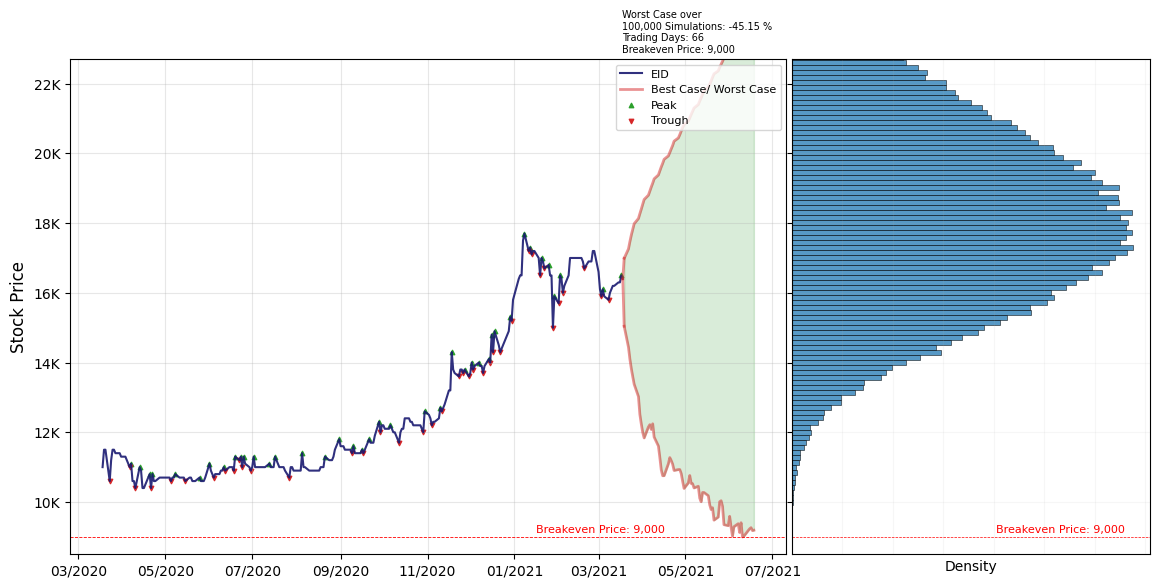 Worst Case over
100,000 Simulations: -45.15 %
Trading Days: 66
Breakeven Price: 9,000
EID
Best Case/ Worst Case
Peak
Trough
Stock Price
22K
20K
18K
16K
14K
12K
10K
Breakeven Price: 9,000
Breakeven Price: 9,000
03/2020 05/2020 07/2020 09/2020 11/2020 01/2021 03/2021 05/2021 07/2021
Density